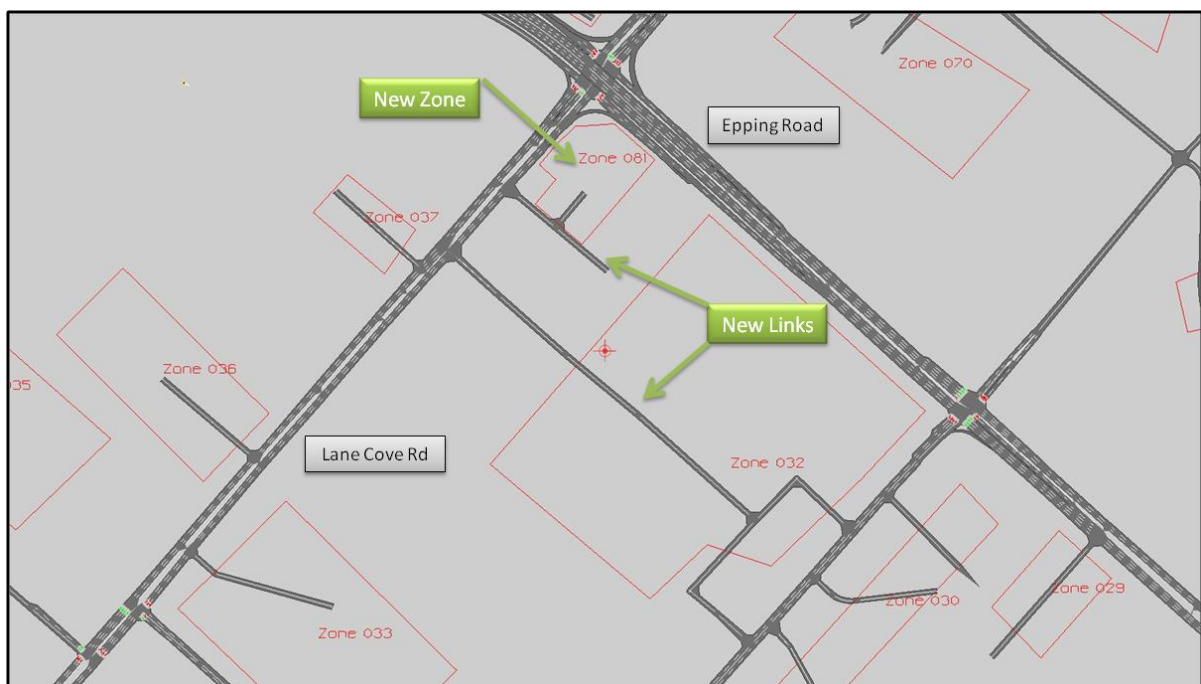 Zone 070
New Zone
Epping Road
Zone 081
Zone 037
New Links
Zone 036
035
Lane Cove Rd
Zone 032
Zone 029
Zone 030
Zone 033